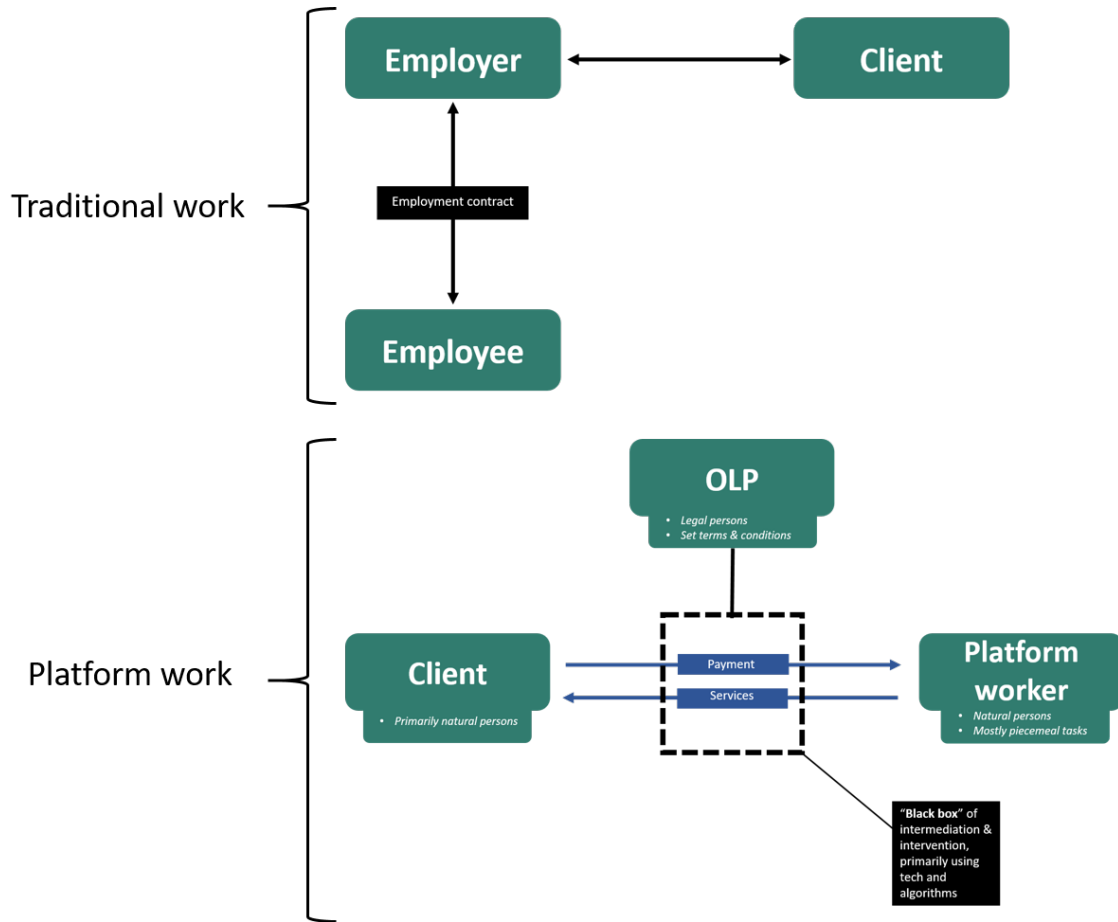 Employer
Client
Traditional work
Employment contract
Employee
OLP
• Legal persons
• Set terms & conditions
Platform work
Client
• Primarily natural persons
Payment
Services
Platform
worker
• Natural persons
• Mostly piecemeal tasks
“Black box” of
intermediation &
intervention,
primarily using
tech and
algorithms